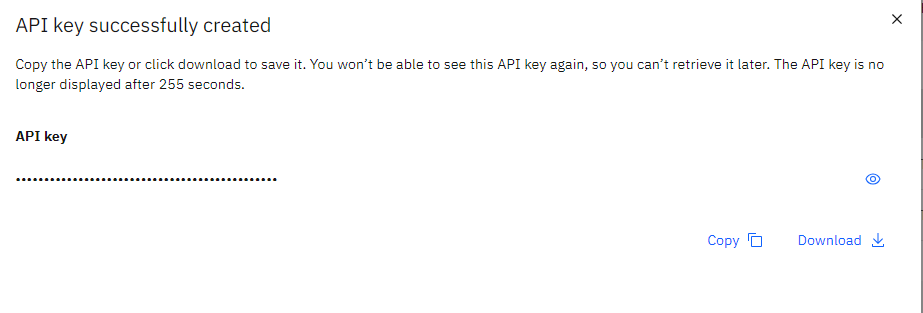 API key successfully created
Copy the API key or click download to save it. You won’t be able to see this API key again, so you can’t retrieve it later. The API key is no
longer displayed after 255 seconds.
API key
••••••••••••••••••••••••••••••••••••••••••••
Copy
Download